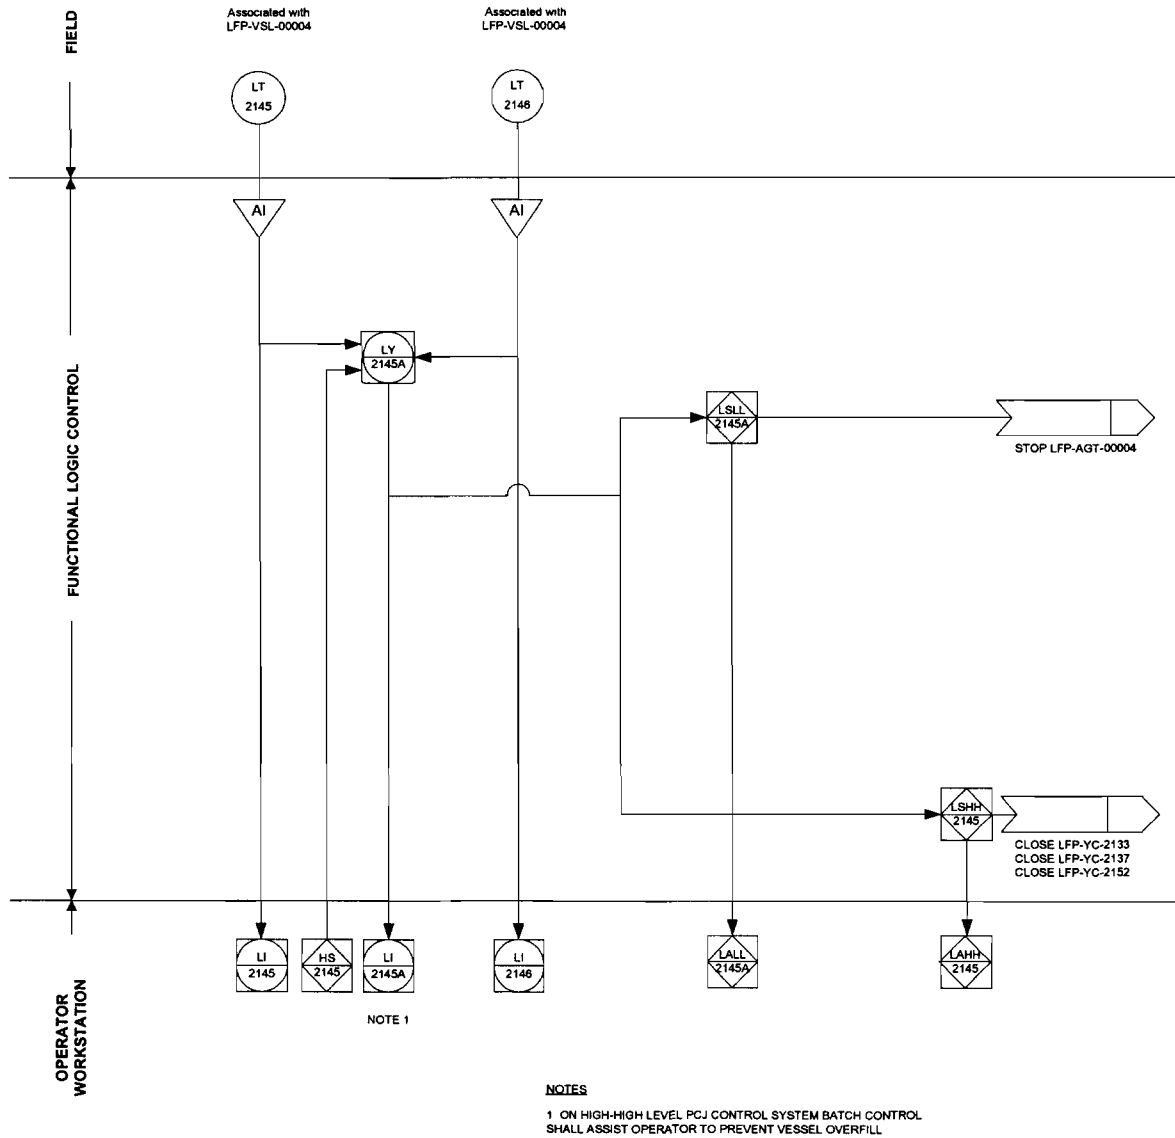 FIELD
Associated with
LFP-VSL-00004
Associated with
LFP-VSL-00004
LT
2145
LT
2146
AI
AI
FUNCTIONAL LOGIC CONTROL
LY
2145A
LSLL
2145A
STOP LFP-AGT-00004
LSHH
2145
CLOSE LFP-YC-2133
CLOSE LFP-YC-2137
CLOSE LFP-YC-2152
OPERATOR
WORKSTATION
LI
2145
HS
2145
LI
2145A
LI
2146
LALL
2145A
LAHH
2145
NOTE 1
NOTES
1 ON HIGH-HIGH LEVEL PCJ CONTROL SYSTEM BATCH CONTROL
SHALL ASSIST OPERATOR TO PREVENT VESSEL OVERFILL